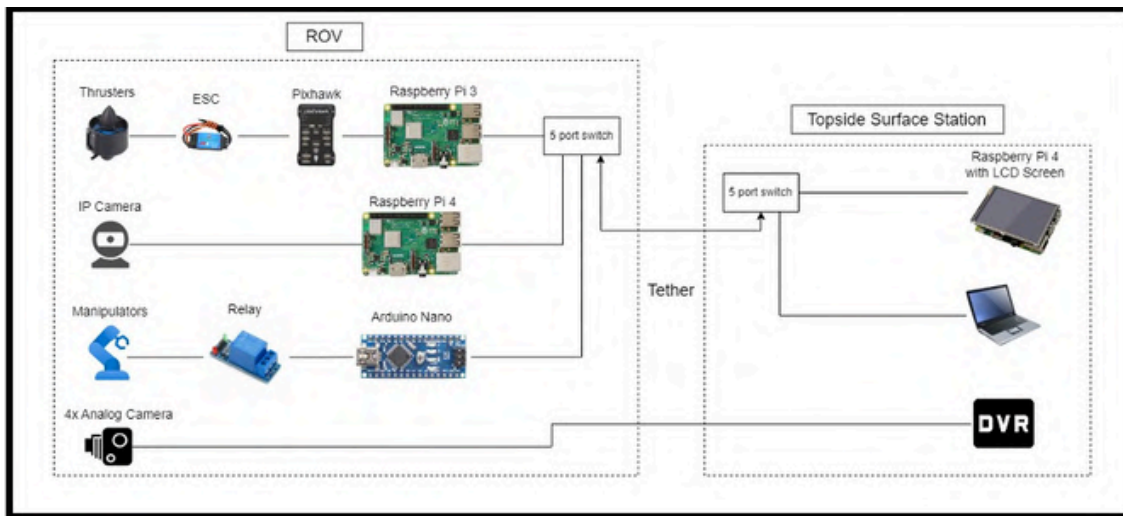 ROV
Thrusters
ESC
Pixhawk
Raspberry Pi 3
5 port switch
IP Camera
Raspberry Pi 4
Manipulators
Relay
Arduino Nano
4x Analog Camera
Tether
Topside Surface Station
5 port switch
Raspberry Pi 4
with LCD Screen
DVR